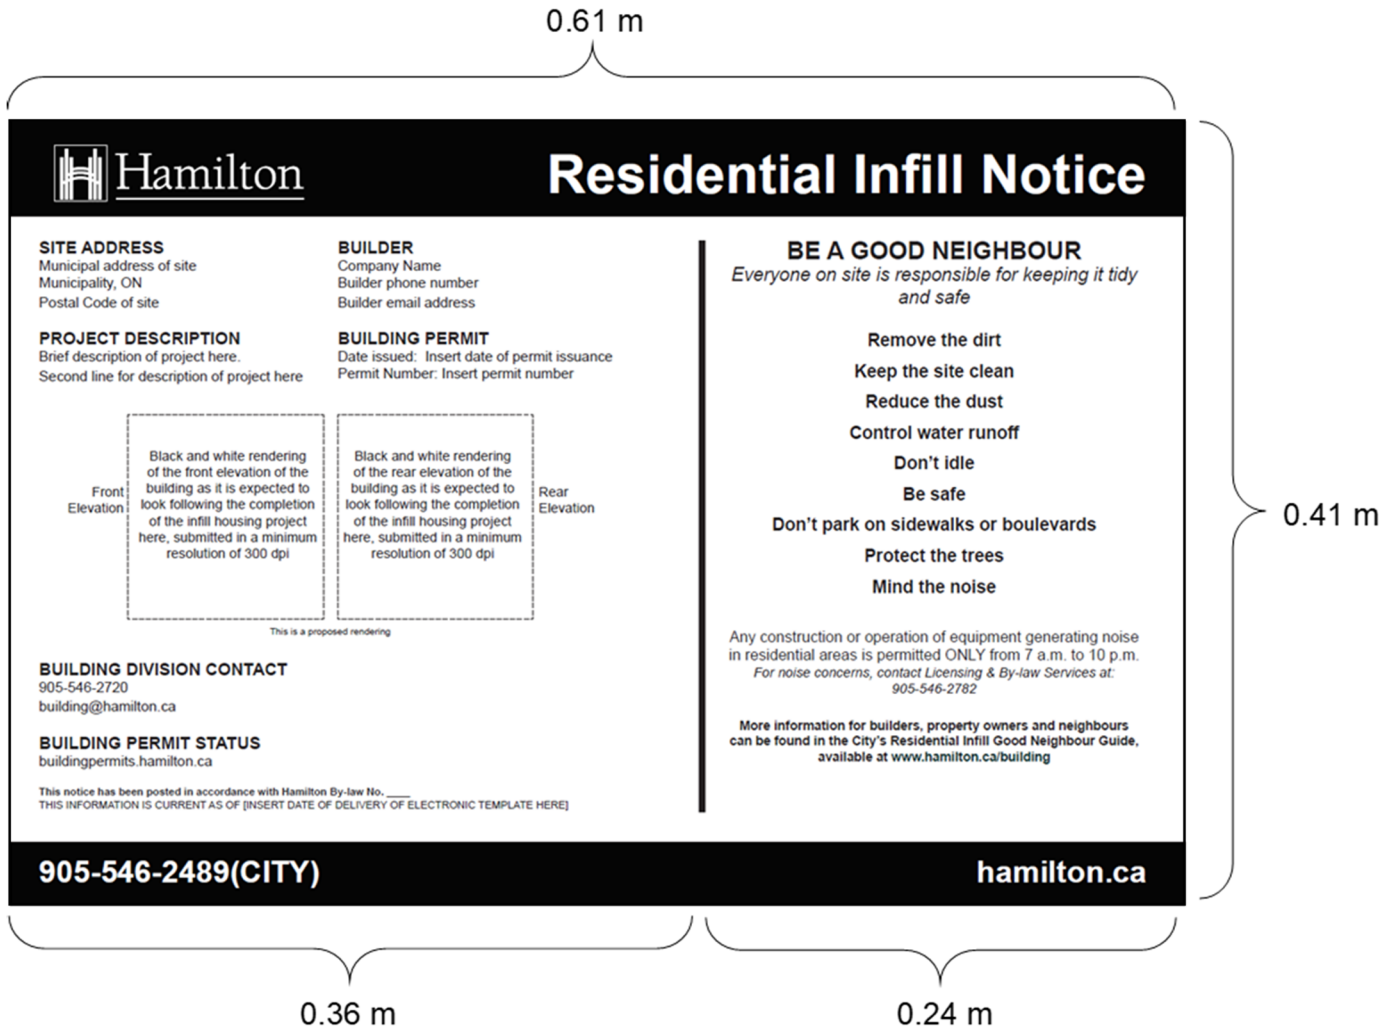 0.61 m
Hamilton
Residential Infill Notice
SITE ADDRESS
Municipal address of site
Municipality, ON
Postal Code of site
BUILDER
Company Name
Builder phone number
Builder email address
PROJECT DESCRIPTION
Brief description of project here.
Second line for description of project here
BUILDING PERMIT
Date issued: Insert date of permit issuance
Permit Number: Insert permit number
Front
Elevation
Black and white rendering
of the front elevation of the
building as it is expected to
look following the completion
of the infill housing project
here, submitted in a minimum
resolution of 300 dpi
Black and white rendering
of the rear elevation of the
building as it is expected to
look following the completion
of the infill housing project
here, submitted in a minimum
resolution of 300 dpi
Rear
Elevation
This is a proposed rendering
BUILDING DIVISION CONTACT
905-546-2720
building@hamilton.ca
BUILDING PERMIT STATUS
buildingpermits.hamilton.ca
This notice has been posted in accordance with Hamilton By-law No. ____
THIS INFORMATION IS CURRENT AS OF [INSERT DATE OF DELIVERY OF ELECTRONIC TEMPLATE HERE]
BE A GOOD NEIGHBOUR
Everyone on site is responsible for keeping it tidy
and safe
Remove the dirt
Keep the site clean
Reduce the dust
Control water runoff
Don't idle
Be safe
Don't park on sidewalks or boulevards
Protect the trees
Mind the noise
Any construction or operation of equipment generating noise
in residential areas is permitted ONLY from 7 a.m. to 10 p.m.
For noise concerns, contact Licensing & By-law Services at:
905-546-2782
More information for builders, property owners and neighbours
can be found in the City's Residential Infill Good Neighbour Guide,
available at www.hamilton.ca/building
0.41 m
905-546-2489(CITY)
hamilton.ca
0.36 m
0.24 m